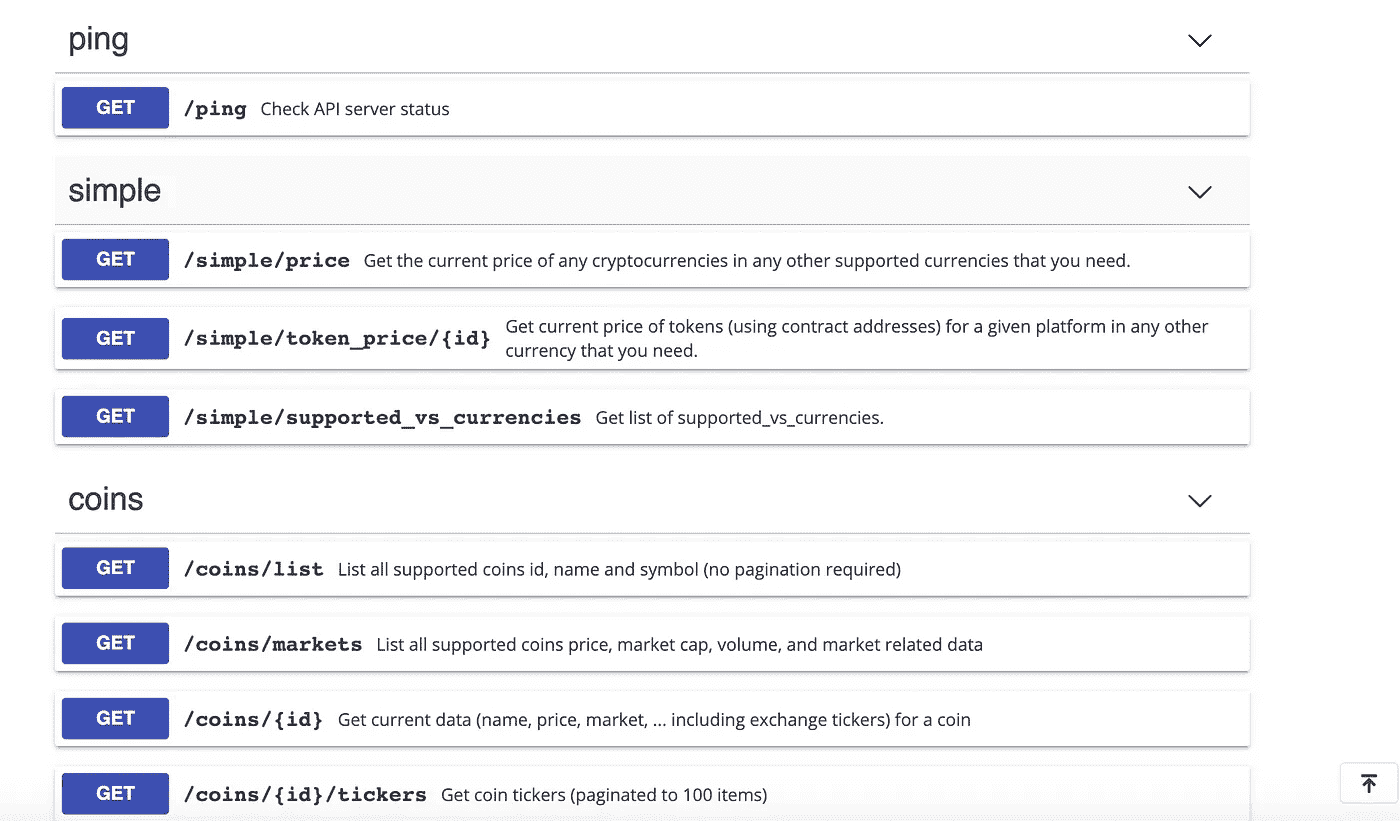 ping
GET /ping Check API server status
simple
GET /simple/price Get the current price of any cryptocurrencies in any other supported currencies that you need.
GET /simple/token_price/{id} Get current price of tokens (using contract addresses) for a given platform in any other
currency that you need.
GET /simple/supported_vs_currencies Get list of supported_vs_currencies.
coins
GET /coins/list List all supported coins id, name and symbol (no pagination required)
GET /coins/markets List all supported coins price, market cap, volume, and market related data
GET /coins/{id} Get current data (name, price, market, ... including exchange tickers) for a coin
GET /coins/{id}/tickers Get coin tickers (paginated to 100 items)